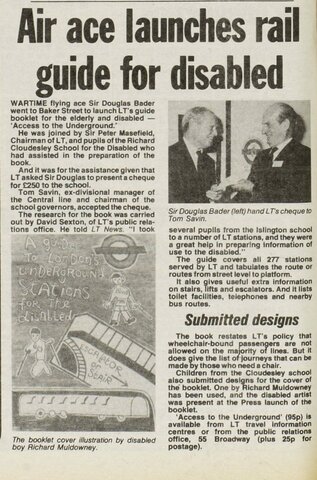 Air ace launches rail
guide for disabled
WARTIME flying ace Sir Douglas Bader
went to Baker Street to launch LT's guide
booklet for the elderly and disabled —
'Access to the Underground.'
He was joined by Sir Peter Masefield,
Chairman of LT, and pupils of the Richard
Cloudesley School for the Disabled who
had assisted in the preparation of the
book.
And it was for the assistance given that
LT asked Sir Douglas to present a cheque
for £250 to the school.
Tom Savin, ex-divisional manager of
the Central line and chairman of the
school governors, accepted the cheque.
The research for the book was carried
out by David Sexton, of LT's public rela-
tions office. He told LT News. "I took
A guide
to London's
UNDERGROUND
STATIONS
for the
disabled
The booklet cover illustration by disabled
boy Richard Muldowney.
Sir Douglas Bader (left) hand LT's cheque to
Tom Savin.
several pupils from the Islington school
to a number of LT stations, and they were
a great help in preparing information of
use to the disabled."
The guide covers all 277 stations
served by LT and tabulates the route or
routes from street level to platform.
It also gives useful extra information
on stairs, lifts and escalators. And it lists
toilet facilities, telephones and nearby
bus routes.
Submitted designs
The book restates LT's policy that
wheelchair-bound passengers are not
allowed on the majority of lines. But it
does give the list of journeys that can be
made by those who need a chair.
Children from the Cloudesley school
also submitted designs for the cover of
the booklet. One by Richard Muldowney
has been used, and the disabled artist
was present at the Press launch of the
booklet.
'Access to the Underground' (95p) is
available from LT travel information
centres or from the public relations
office, 55 Broadway (plus 25p for
postage).